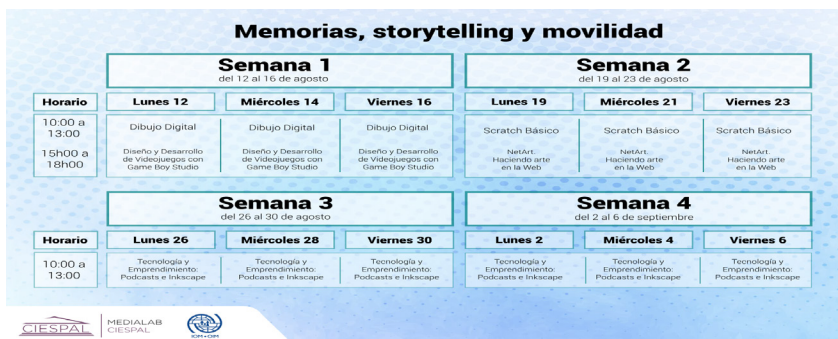 Memorias, storytelling y movilidad
Semana 1
del 12 al 16 de agosto
Semana 2
del 19 al 23 de agosto
Horario
Lunes 12
Miércoles 14
Viernes 16
Lunes 19
Miércoles 21
Viernes 23
10:00 a
13:00
Dibujo Digital
Dibujo Digital
Dibujo Digital
Scratch Básico
Scratch Básico
Scratch Básico
15h00 a
18h00
Diseño y Desarrollo
de Videojuegos con
Game Boy Studio
Diseño y Desarrollo
de Videojuegos con
Game Boy Studio
Diseño y Desarrollo
de Videojuegos con
Game Boy Studio
NetArt.
Haciendo arte
en la Web
NetArt.
Haciendo arte
en la Web
NetArt.
Haciendo arte
en la Web
Semana 3
del 26 al 30 de agosto
Semana 4
del 2 al 6 de septiembre
Horario
Lunes 26
Miércoles 28
Viernes 30
Lunes 2
Miércoles 4
Viernes 6
10:00 a
13:00
Tecnología y
Emprendimiento:
Podcasts e Inkscape
Tecnología y
Emprendimiento:
Podcasts e Inkscape
Tecnología y
Emprendimiento:
Podcasts e Inkscape
Tecnología y
Emprendimiento:
Podcasts e Inkscape
Tecnología y
Emprendimiento:
Podcasts e Inkscape
Tecnología y
Emprendimiento:
Podcasts e Inkscape
CIESPAL
MEDIALAB
CIESPAL
IOM•OIM